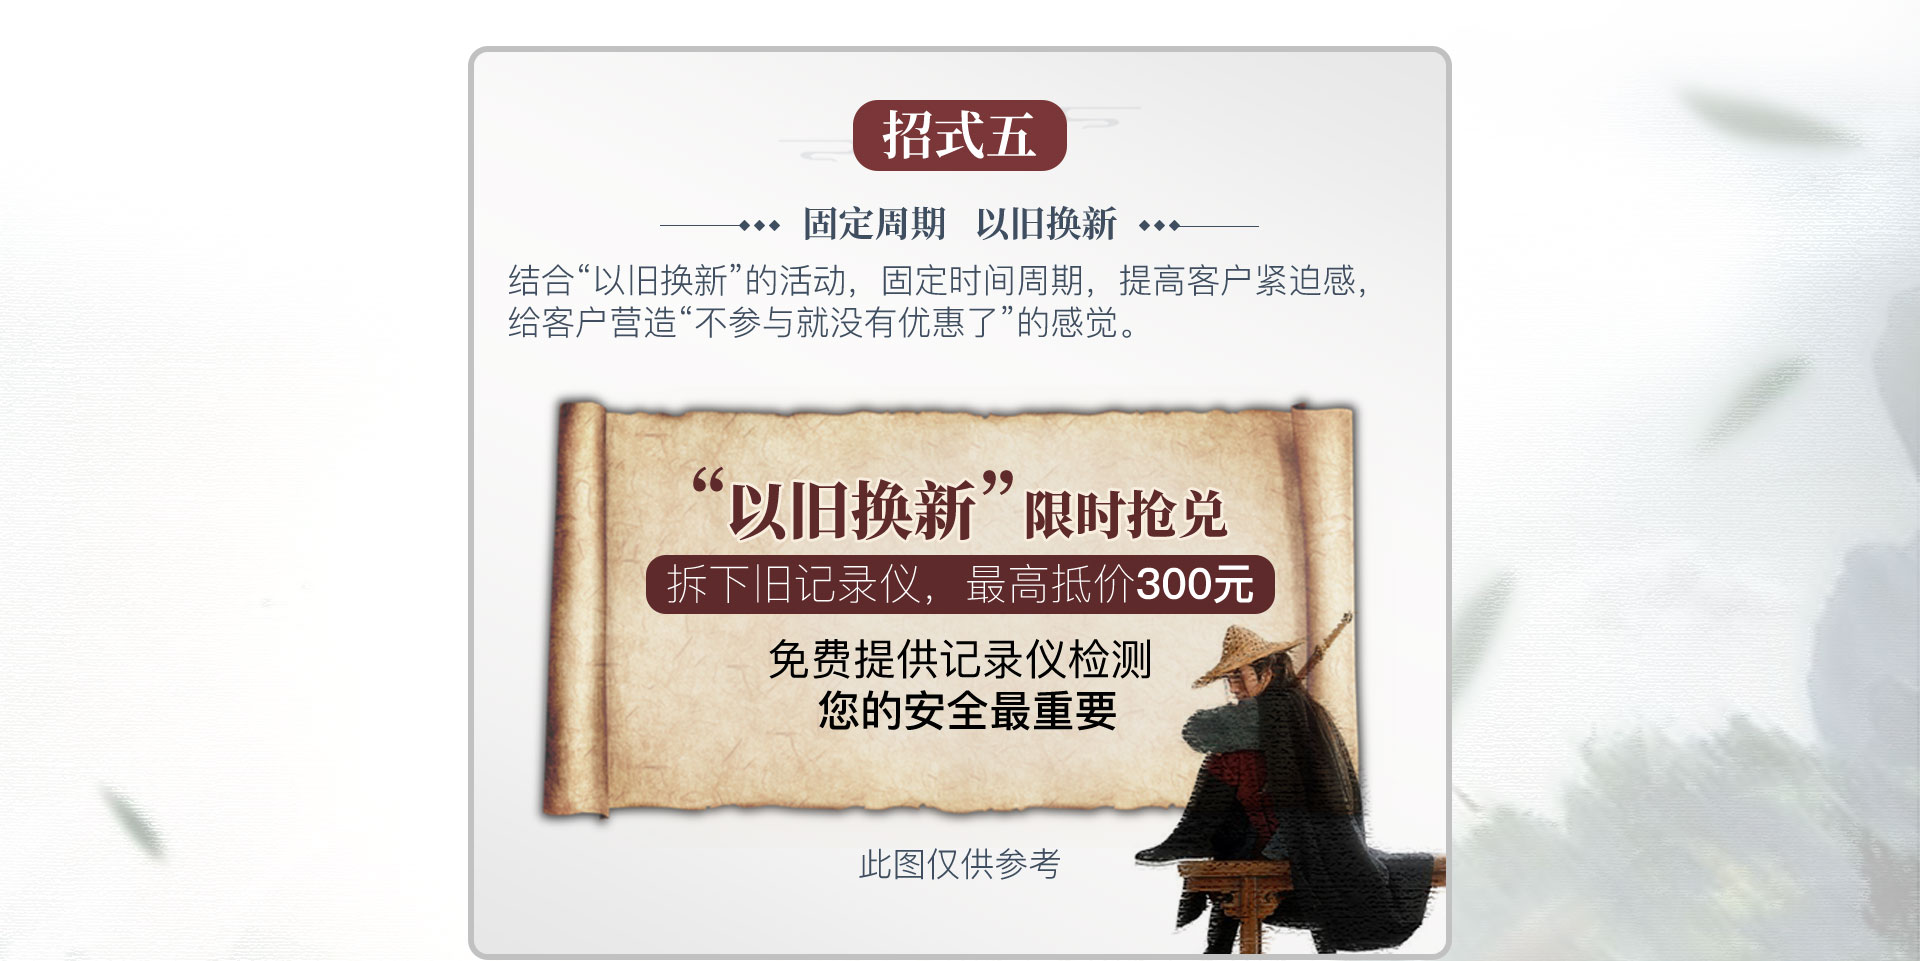 招式五
固定周期 以旧换新
结合“以旧换新”的活动，固定时间周期，提高客户紧迫感，
给客户营造“不参与就没有优惠了”的感觉。
“以旧换新”限时抢兑
拆下旧记录仪，最高抵价300元
免费提供记录仪检测
您的安全最重要
此图仅供参考